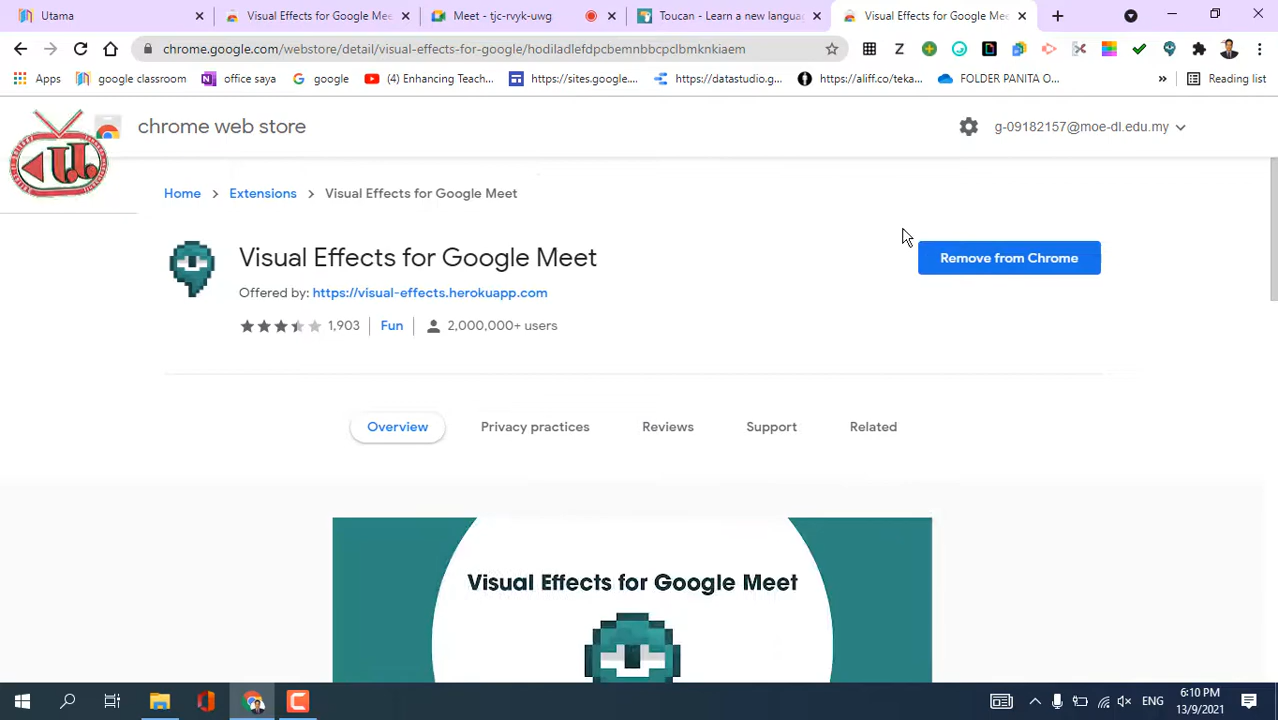 Utama
Visual Effects for Google Mee
Meet - tjc-rvyk-uwg
Toucan - Learn a new langua
Visual Effects for Google Mee
chrome.google.com/webstore/detail/visual-effects-for-google/hodiladlefdpcbemnbbcpclbmknkiaem
Apps
google classroom
office saya
google
(4) Enhancing Teach...
https://sites.google....
https://datastudio.g...
https://aliff.co/teka...
FOLDER PANITA O...
»
Reading list
chrome web store
g-09182157@moe-dl.edu.my
Home > Extensions > Visual Effects for Google Meet
Visual Effects for Google Meet
Remove from Chrome
Offered by: https://visual-effects.herokuapp.com
1,903 Fun 2,000,000+ users
Overview Privacy practices Reviews Support Related
Visual Effects for Google Meet
ENG
6:10 PM
13/9/2021